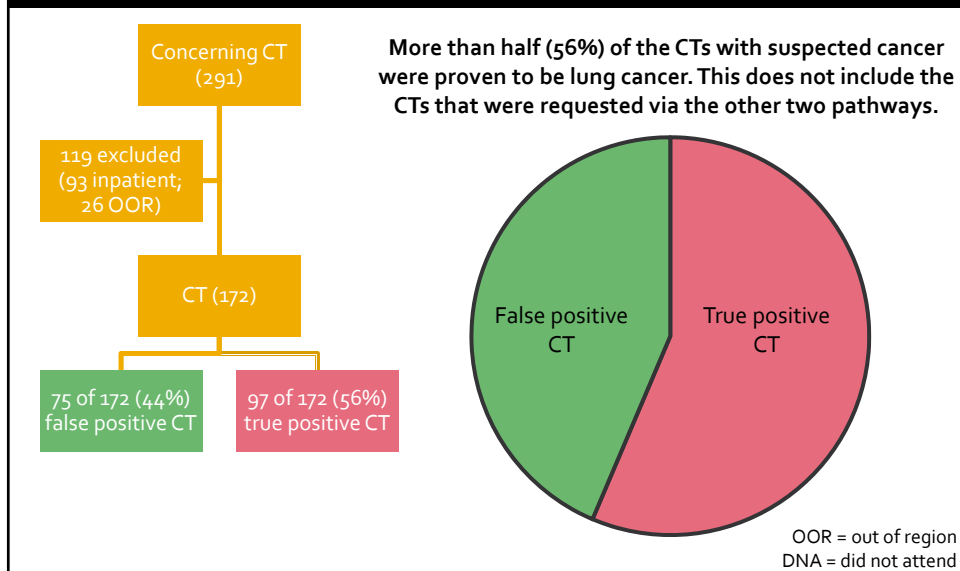 Concerning CT
(291)
119 excluded
(93 inpatient;
26 OOR)
CT (172)
75 of 172 (44%)
false positive CT
97 of 172 (56%)
true positive CT
More than half (56%) of the CTs with suspected cancer
were proven to be lung cancer. This does not include the
CTs that were requested via the other two pathways.
False positive
CT
True positive
CT
OOR = out of region
DNA = did not attend